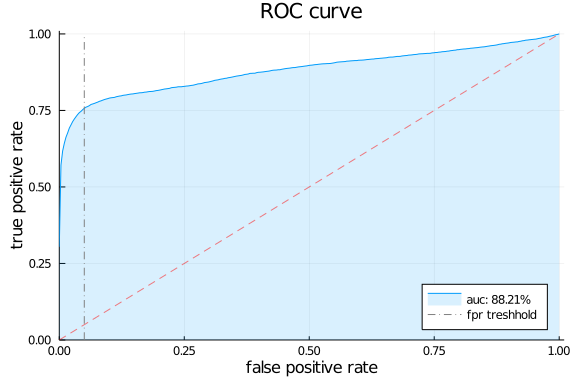 ROC curve
true positive rate
1.00
0.75
0.50
0.25
0.00
0.00 0.25 0.50 0.75 1.00
false positive rate
auc: 88.21%
fpr treshhold